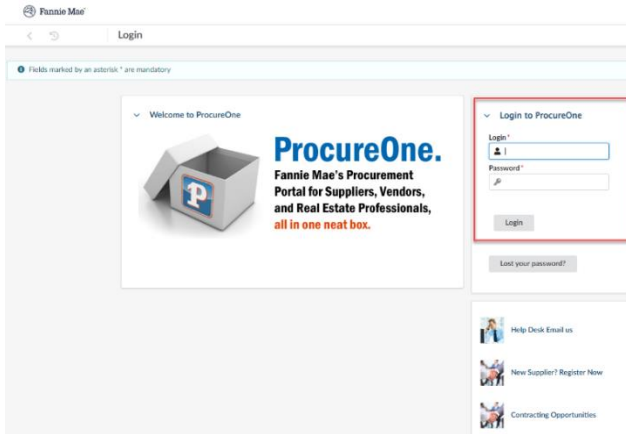 Fannie Mae
Login
Fields marked by an asterisk * are mandatory
Welcome to ProcureOne
ProcureOne.
Fannie Mae's Procurement
Portal for Suppliers, Vendors,
and Real Estate Professionals,
all in one neat box.
P
Login to ProcureOne
Login *
Password *
Login
Lost your password?
Help Desk Email us
New Supplier? Register Now
Contracting Opportunities